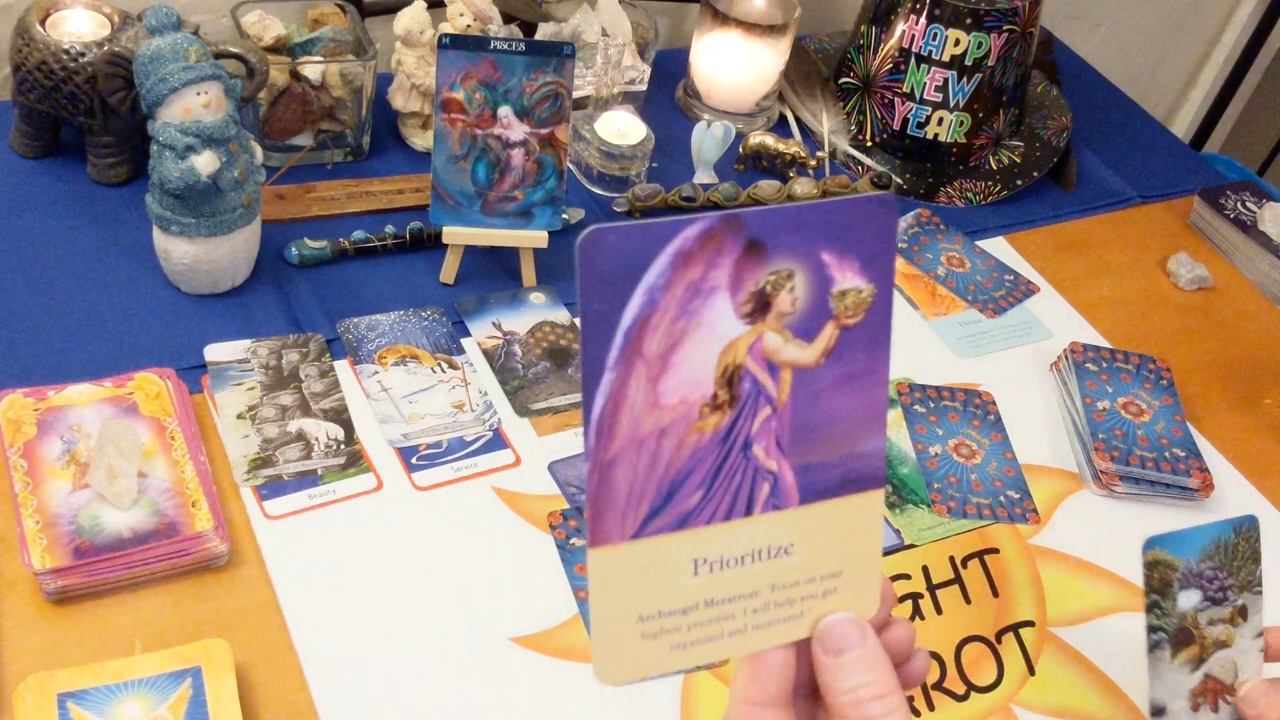 PISCES
12
HAPPY
NEW
YEAR
Beauty
Service
Prioritize
Archangel Metatron: "Focus on your
highest priorities. I will help you get
organized and motivated."
GHT
ROT